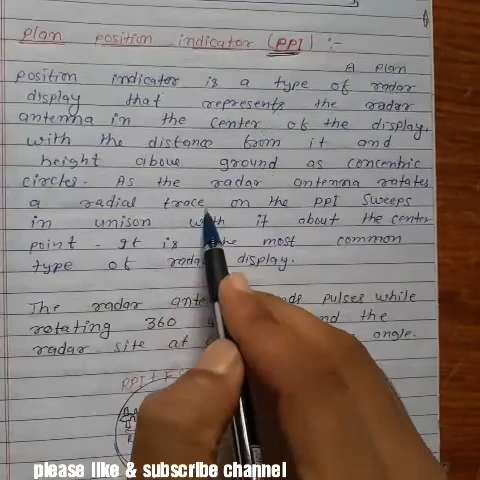 Plan position indicator (PPI) :-
A plan
position indicator is a type of radar
display that represents the radar
antenna in the center of the display.
with the distance from it and
height above ground as concentric
circles. As the radar antenna rotates
a radial trace on the PPI Sweeps
in unison with it about the center
point - It is the most common
type of radar display.
The radar pulses while
rotating 360 the
radar site at angle.
PPI
please like & subscribe channel